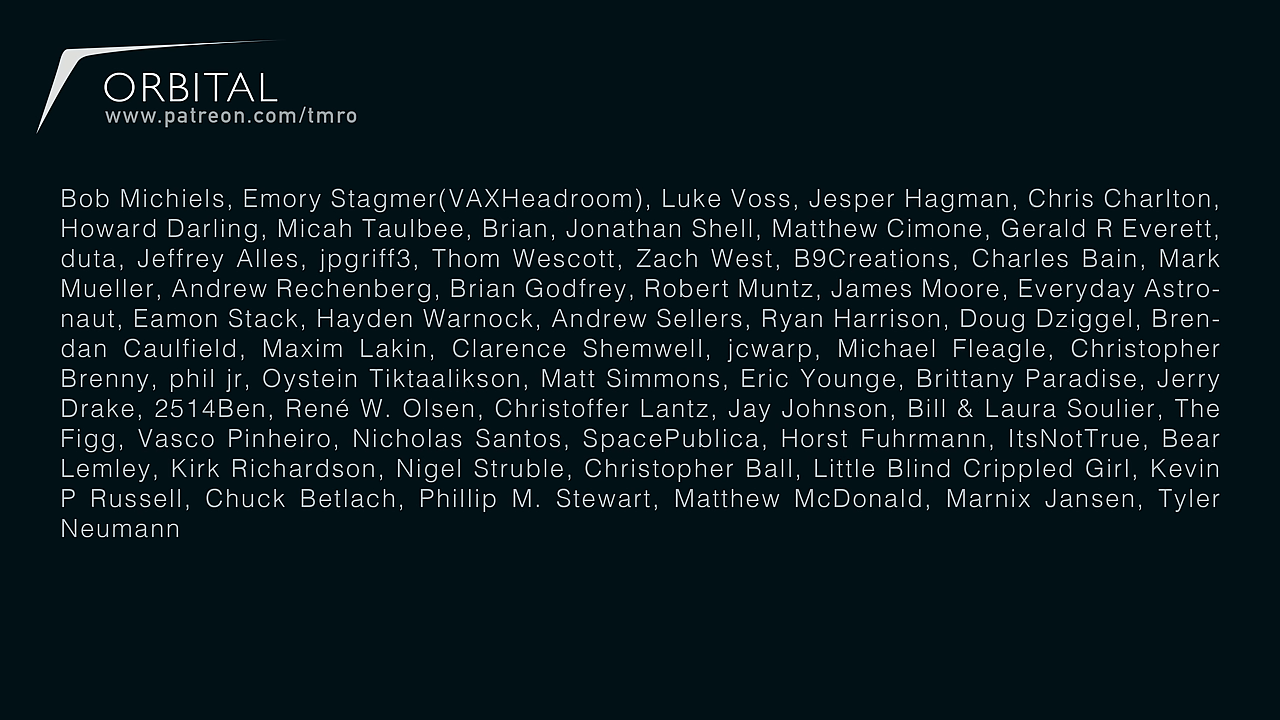 ORBITAL
www.patreon.com/tmro
Bob Michiels, Emory Stagmer(VAXHeadroom), Luke Voss, Jesper Hagman, Chris Charlton,
Howard Darling, Micah Taulbee, Brian, Jonathan Shell, Matthew Cimone, Gerald R Everett,
duta, Jeffrey Alles, jpgriff3, Thom Wescott, Zach West, B9Creations, Charles Bain, Mark
Mueller, Andrew Rechenberg, Brian Godfrey, Robert Muntz, James Moore, Everyday Astro-
naut, Eamon Stack, Hayden Warnock, Andrew Sellers, Ryan Harrison, Doug Dziggel, Bren-
dan Caulfield, Maxim Lakin, Clarence Shemwell, jcwarp, Michael Fleagle, Christopher
Brenny, phil jr, Oystein Tiktaalikson, Matt Simmons, Eric Younge, Brittany Paradise, Jerry
Drake, 2514Ben, René W. Olsen, Christoffer Lantz, Jay Johnson, Bill & Laura Soulier, The
Figg, Vasco Pinheiro, Nicholas Santos, SpacePublica, Horst Fuhrmann, ItsNotTrue, Bear
Lemley, Kirk Richardson, Nigel Struble, Christopher Ball, Little Blind Crippled Girl, Kevin
P Russell, Chuck Betlach, Phillip M. Stewart, Matthew McDonald, Marnix Jansen, Tyler
Neumann